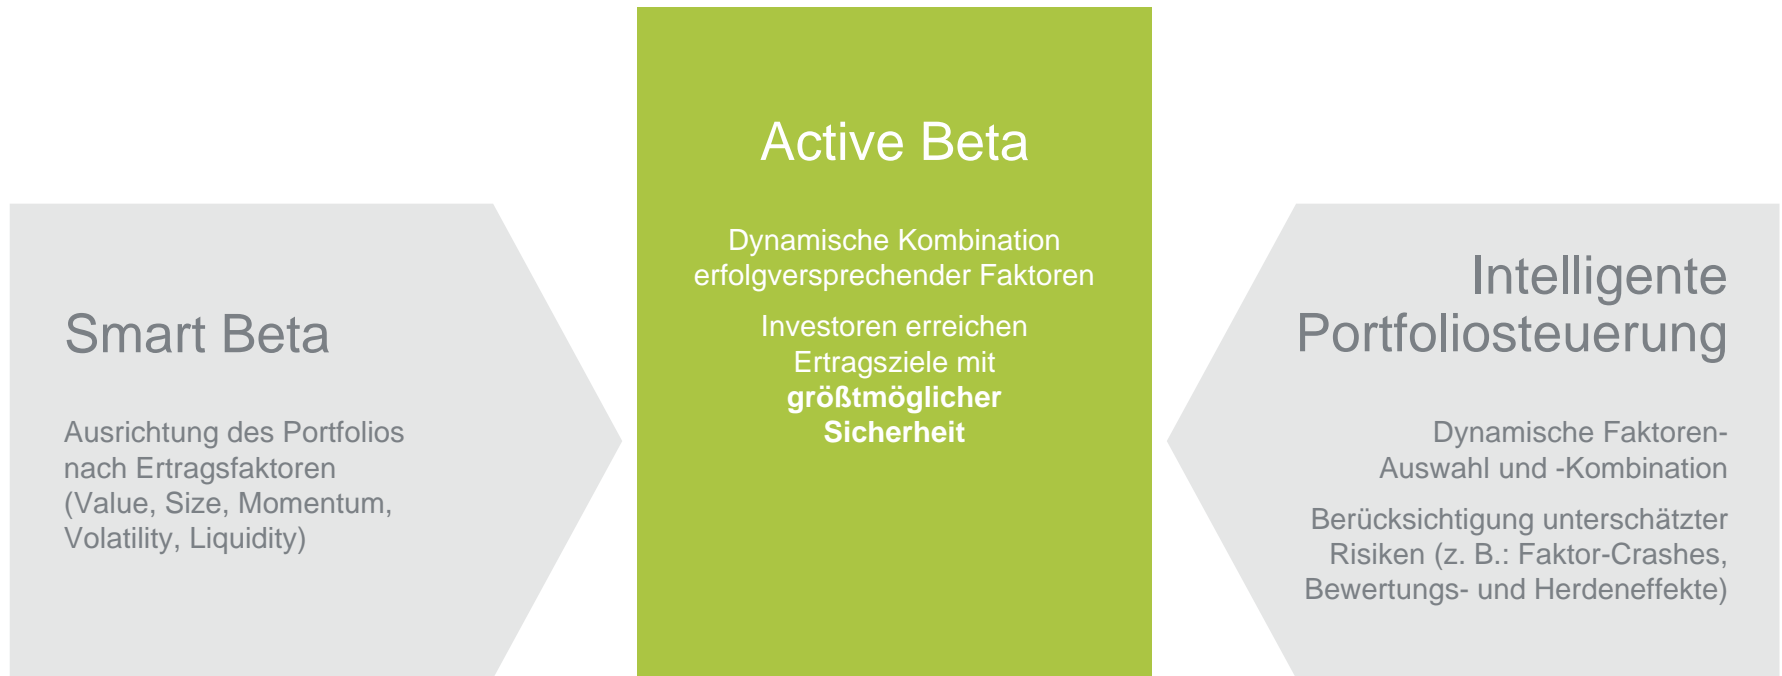 Smart Beta
Ausrichtung des Portfolios
nach Ertragsfaktoren
(Value, Size, Momentum,
Volatility, Liquidity)
Active Beta
Dynamische Kombination
erfolgversprechender Faktoren
Investoren erreichen
Ertragsziele mit
größtmöglicher
Sicherheit
Intelligente
Portfoliosteuerung
Dynamische Faktoren-
Auswahl und -Kombination
Berücksichtigung unterschätzter
Risiken (z. B.: Faktor-Crashes,
Bewertungs- und Herdeneffekte)